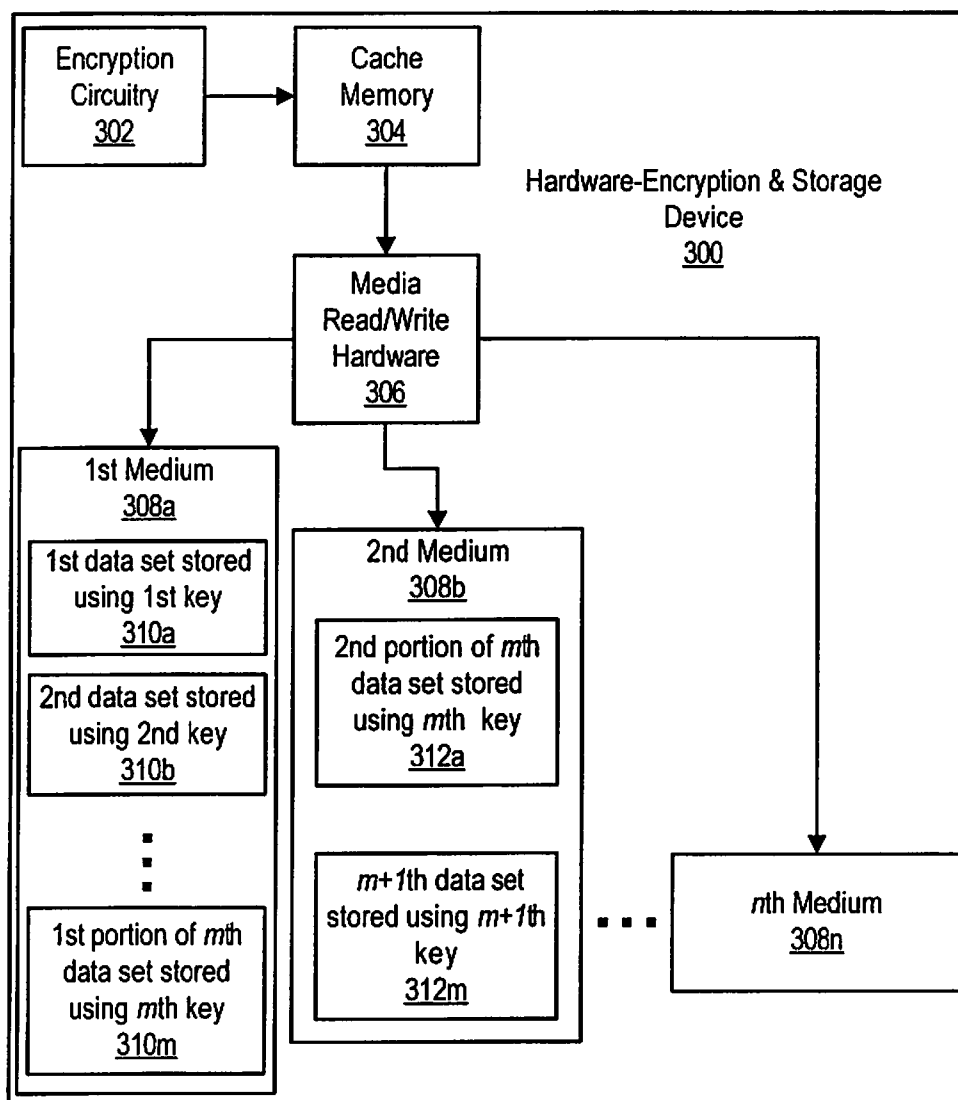 Encryption
Circuitry
302
Cache
Memory
304
Hardware-Encryption & Storage
Device
300
Media
Read/Write
Hardware
306
1st Medium
308a
1st data set stored
using 1st key
310a
2nd data set stored
using 2nd key
310b
1st portion of mth
data set stored
using mth key
310m
2nd Medium
308b
2nd portion of mth
data set stored
using mth key
312a
m+1th data set
stored using m+1th
key
312m
nth Medium
308n